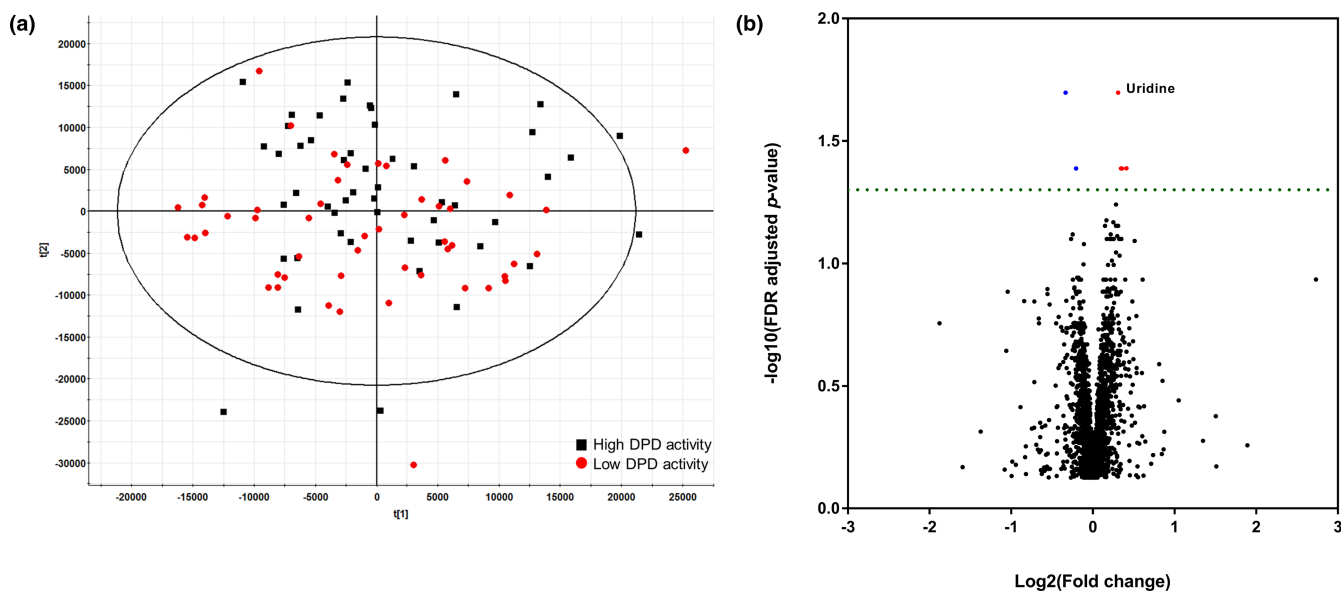 (a)
20000
15000
10000
5000
0
-5000
-10000
-15000
-20000
-25000
-30000
t[2]
-20000 -15000 -10000 -5000 0 5000 10000 15000 20000 25000
t[1]
High DPD activity
Low DPD activity
(b)
2.0
1.5
1.0
0.5
0.0
-log10(FDR adjusted p-value)
Uridine
-3 -2 -1 0 1 2 3
Log2(Fold change)